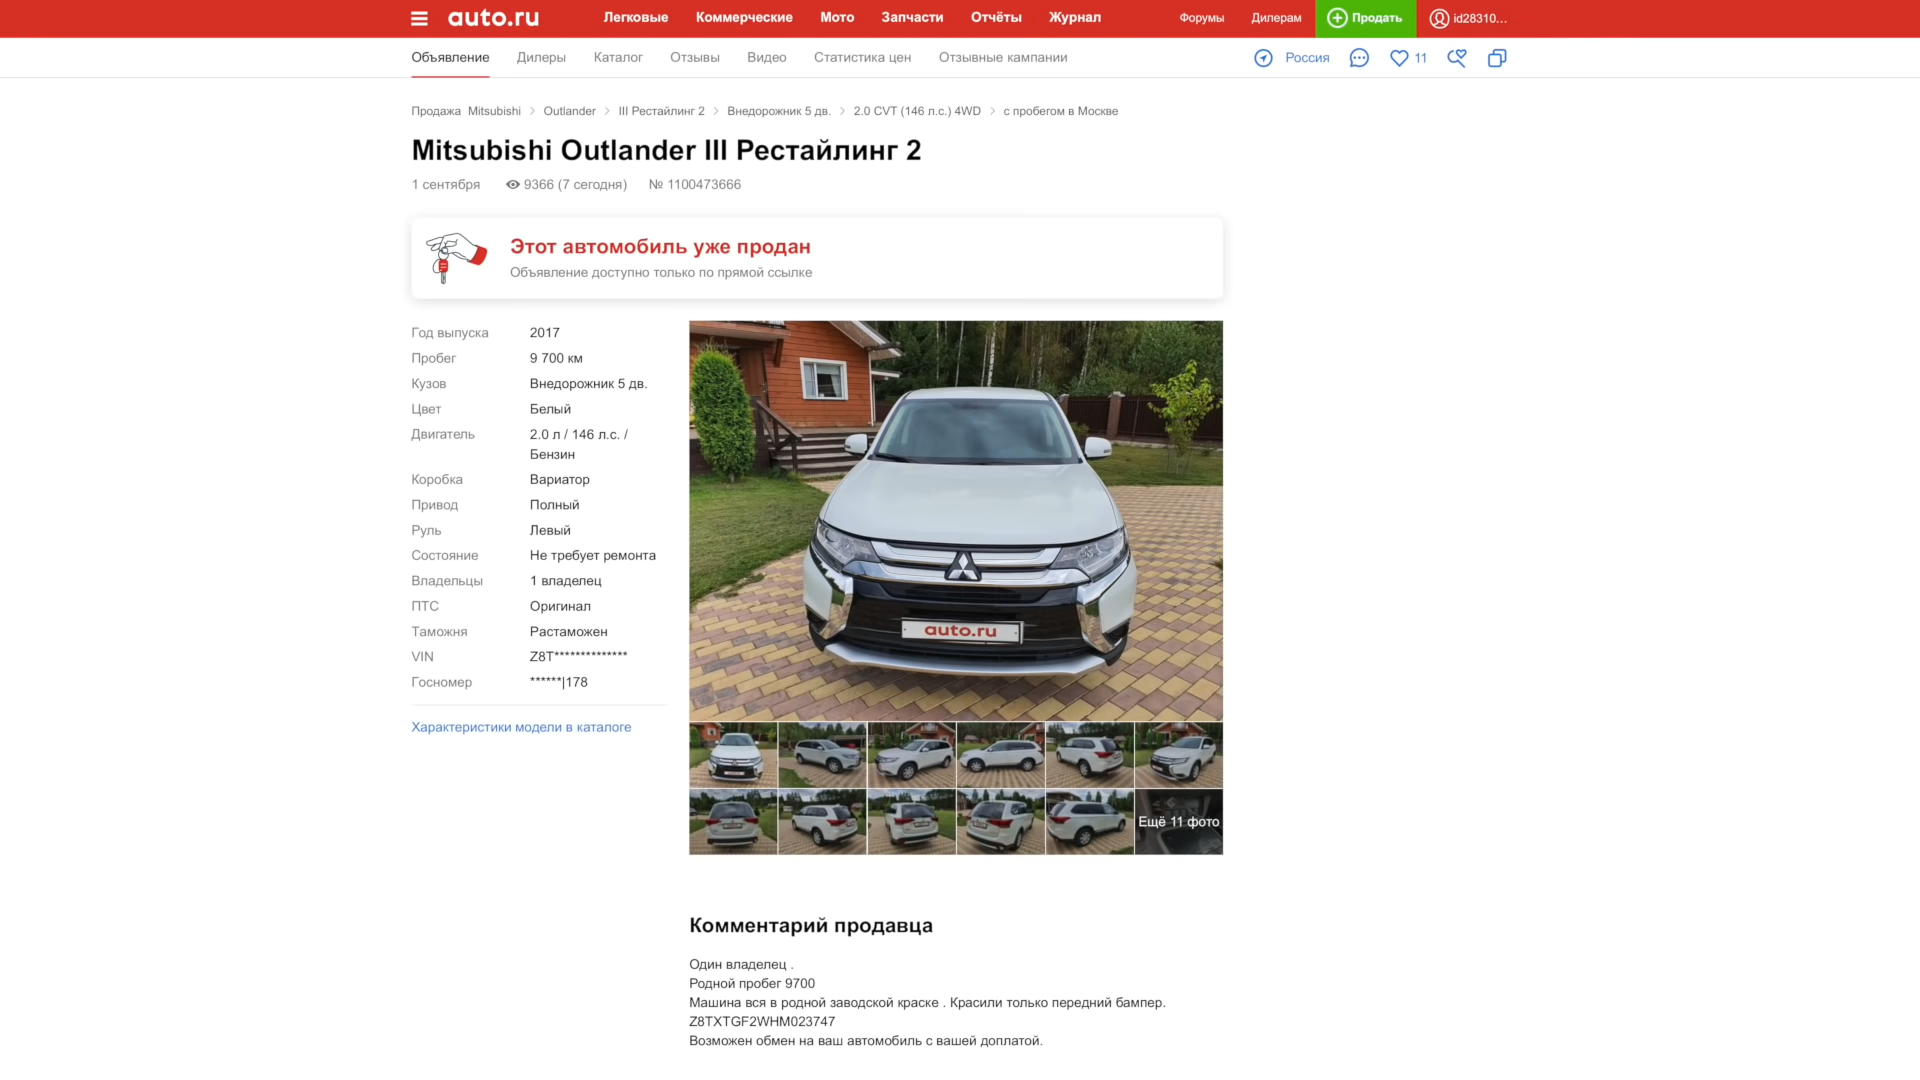 auto.ru
Легковые
Коммерческие
Мото
Запчасти
Отчёты
Журнал
Форумы
Дилерам
Продать
id28310...
Объявление
Дилеры
Каталог
Отзывы
Видео
Статистика цен
Отзывные кампании
Россия
11
Продажа Mitsubishi
Outlander
III Рестайлинг 2
Внедорожник 5 дв.
2.0 CVT (146 л.с.) 4WD
с пробегом в Москве
Mitsubishi Outlander III Рестайлинг 2
1 сентября
9366 (7 сегодня)
№ 1100473666
Этот автомобиль уже продан
Объявление доступно только по прямой ссылке
Год выпуска 2017
Пробег 9 700 км
Кузов Внедорожник 5 дв.
Цвет Белый
Двигатель 2.0 л / 146 л.с. /
Бензин
Коробка Вариатор
Привод Полный
Руль Левый
Состояние Не требует ремонта
Владельцы 1 владелец
ПТС Оригинал
Таможня Растаможен
VIN Z8T**************
Госномер ******|178
Характеристики модели в каталоге
auto.ru
Ещё 11 фото
Комментарий продавца
Один владелец .
Родной пробег 9700
Машина вся в родной заводской краске . Красили только передний бампер.
Z8TXTGF2WHM023747
Возможен обмен на ваш автомобиль с вашей доплатой.